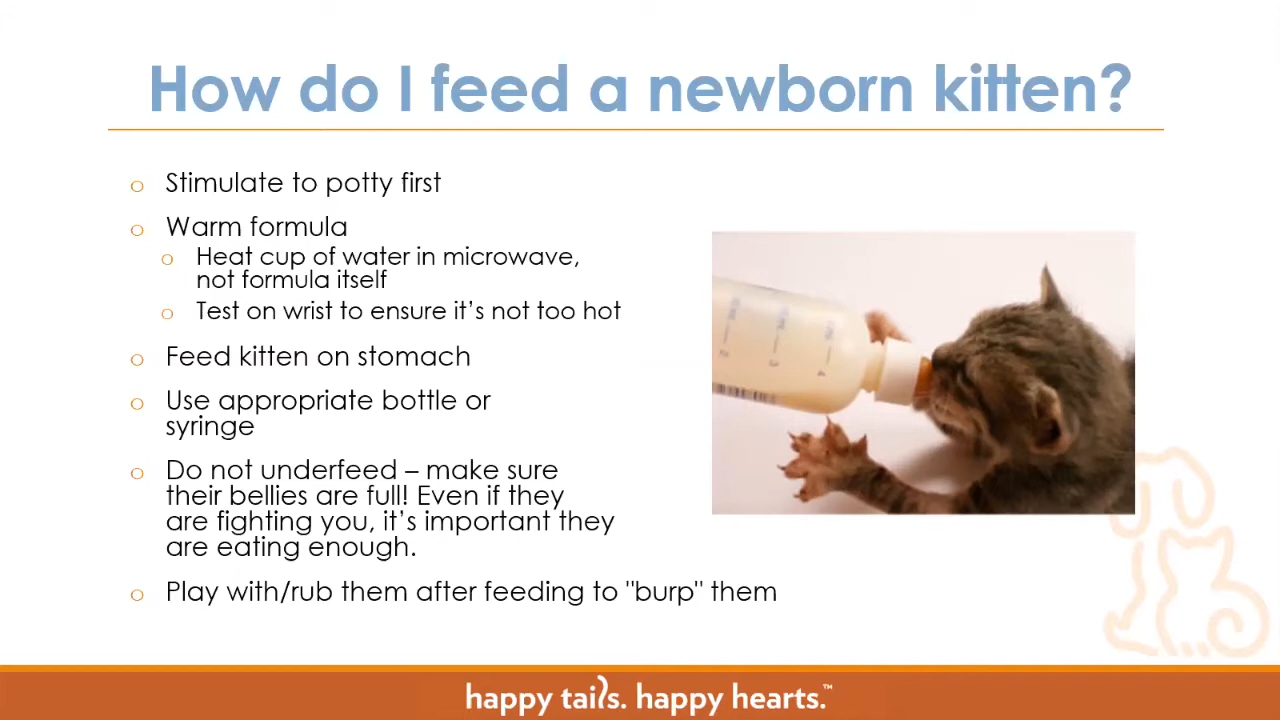 How do I feed a newborn kitten?
o Stimulate to potty first
o Warm formula
o Heat cup of water in microwave,
not formula itself
o Test on wrist to ensure it's not too hot
o Feed kitten on stomach
o Use appropriate bottle or
syringe
o Do not underfeed – make sure
their bellies are full! Even if they
are fighting you, it's important they
are eating enough.
o Play with/rub them after feeding to "burp" them
happy tails. happy hearts.™